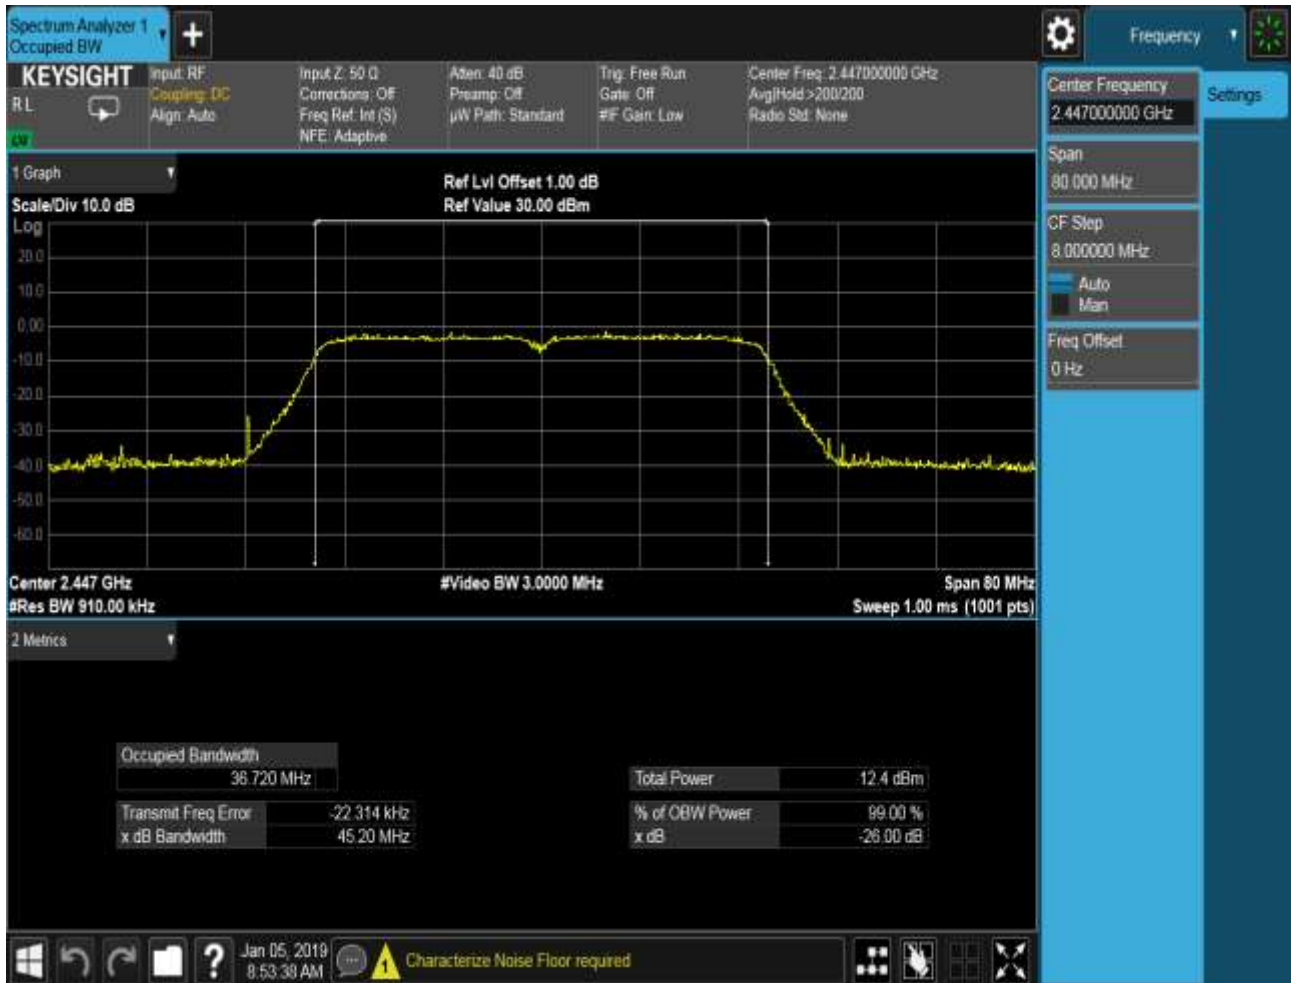 Spectrum Analyzer 1
Occupied BW
Frequency
KEYSIGHT
R L
Input: RF
Coupling: DC
Align: Auto
Input Z: 50 Ω
Corrections: Off
Freq Ref: Int (S)
NFE: Adaptive
Atten: 40 dB
Preamp: Off
µW Path: Standard
Trig: Free Run
Gate: Off
#IF Gain: Low
Center Freq: 2.447000000 GHz
Avg|Hold:>200/200
Radio Std: None
Center Frequency
2.447000000 GHz
Settings
Span
80.000 MHz
CF Step
8.000000 MHz
Auto
Man
Freq Offset
0 Hz
1 Graph
Scale/Div 10.0 dB
Ref Lvl Offset 1.00 dB
Ref Value 30.00 dBm
Log
20.0
10.0
0.00
-10.0
-20.0
-30.0
-40.0
-50.0
-60.0
Center 2.447 GHz
#Video BW 3.0000 MHz
Span 80 MHz
#Res BW 910.00 kHz
Sweep 1.00 ms (1001 pts)
2 Metrics
Occupied Bandwidth
36.720 MHz
Total Power 12.4 dBm
Transmit Freq Error -22.314 kHz
% of OBW Power 99.00 %
x dB Bandwidth 45.20 MHz
x dB -26.00 dB
Jan 05, 2019
8:53:38 AM
1
Characterize Noise Floor required